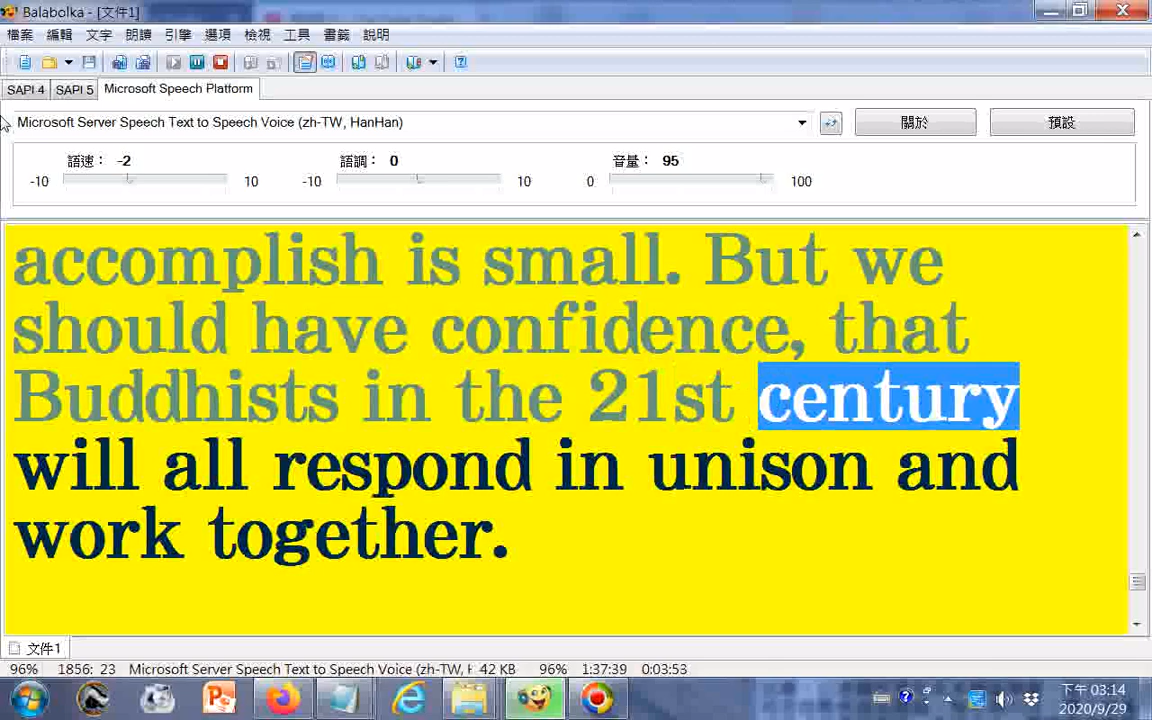 Balabolka - [文件1]
檔案 編輯 文字 朗讀 引擎 選項 檢視 工具 書籤 說明
SAPI 4 SAPI 5 Microsoft Speech Platform
Microsoft Server Speech Text to Speech Voice (zh-TW, HanHan) 關於 預設
語速： -2 語調： 0 音量： 95
-10 10 -10 10 0 100
accomplish is small. But we
should have confidence, that
Buddhists in the 21st century
will all respond in unison and
work together.
文件1
96% 1856: 23 Microsoft Server Speech Text to Speech Voice (zh-TW, 42 KB 96% 1:37:39 0:03:53
下午 03:14
2020/9/29